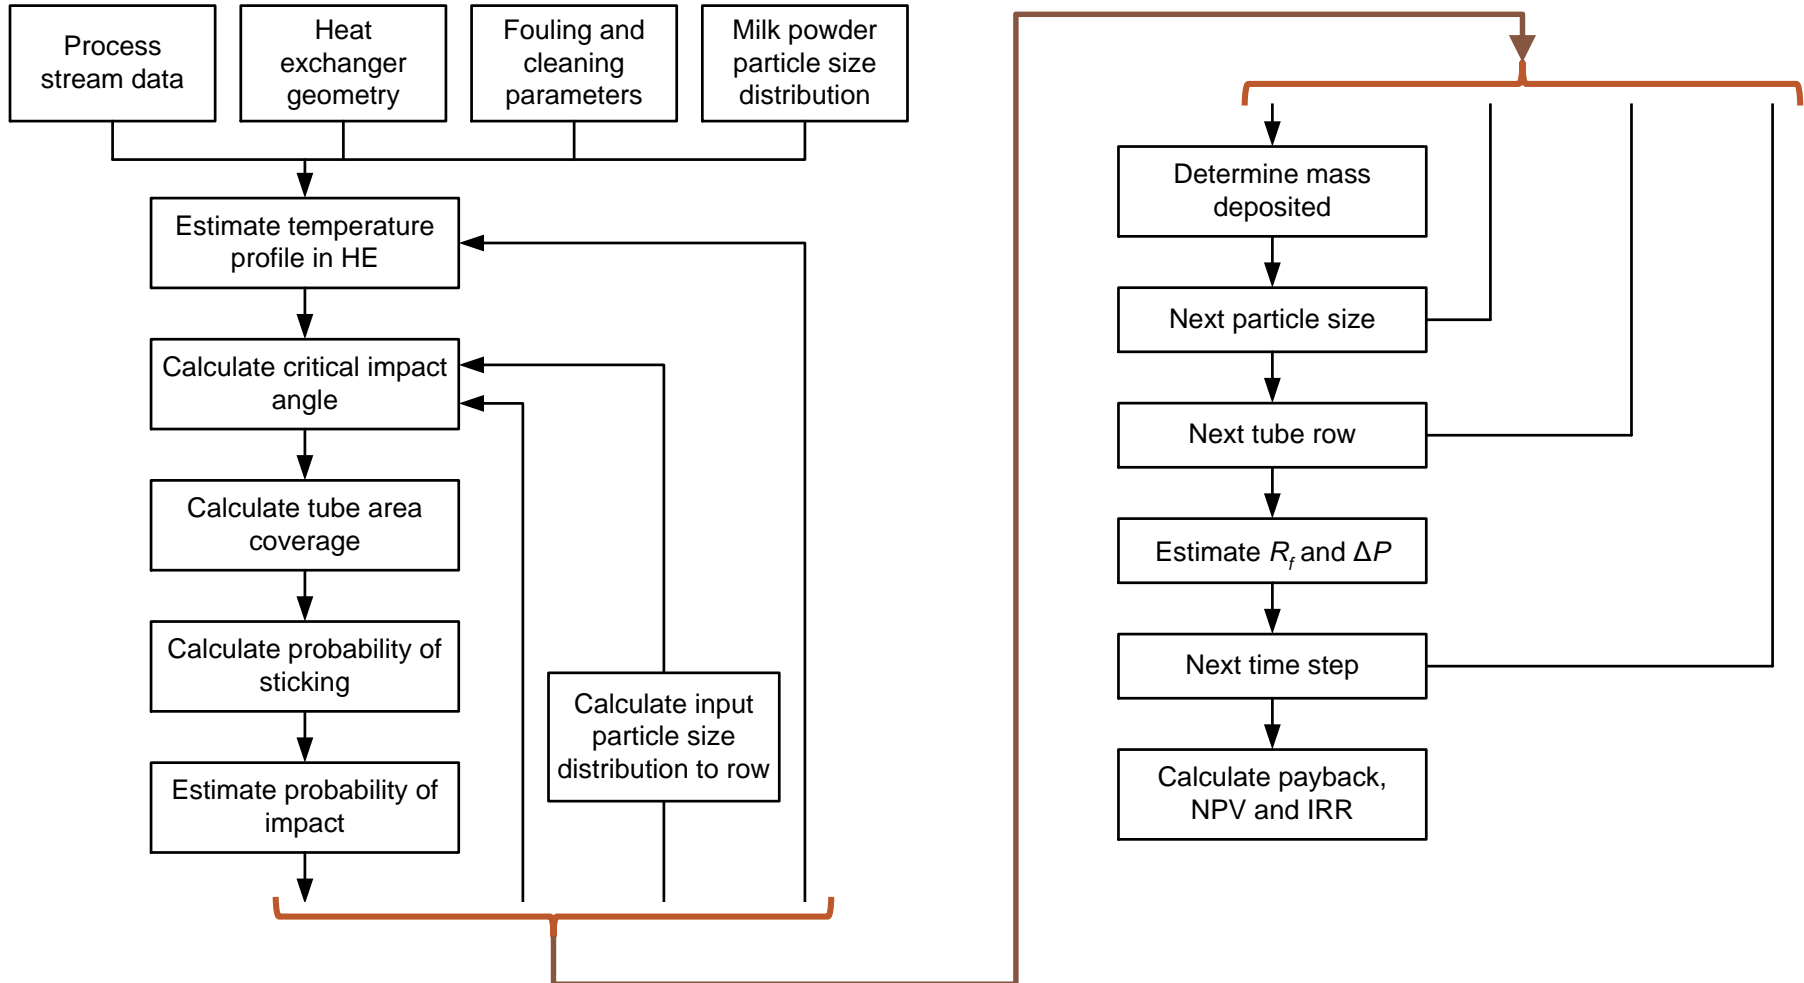 Process
stream data
Heat
exchanger
geometry
Fouling and
cleaning
parameters
Milk powder
particle size
distribution
Estimate temperature
profile in HE
Calculate critical impact
angle
Calculate tube area
coverage
Calculate probability of
sticking
Estimate probability of
impact
Calculate input
particle size
distribution to row
Determine mass
deposited
Next particle size
Next tube row
Estimate R_f and ΔP
Next time step
Calculate payback,
NPV and IRR